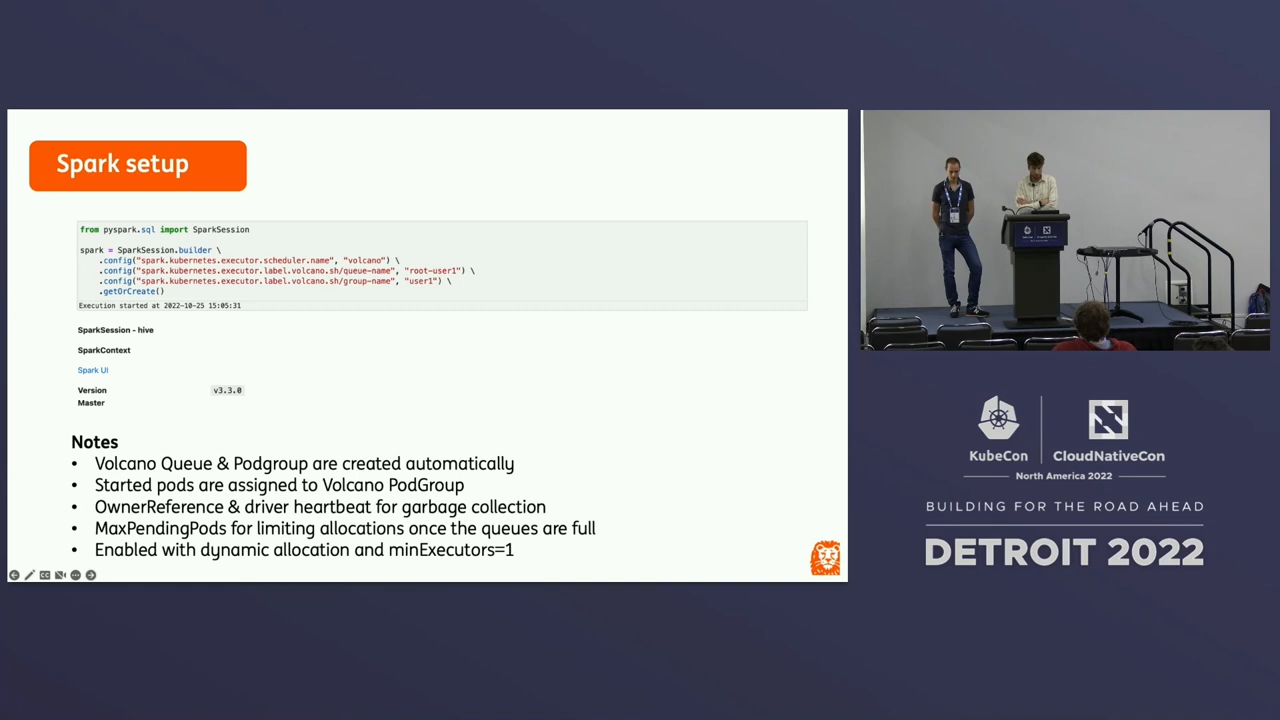 Spark setup
from pyspark.sql import SparkSession
spark = SparkSession.builder \
.config("spark.kubernetes.executor.scheduler.name", "volcano") \
.config("spark.kubernetes.executor.label.volcano.sh/queue-name", "root-user1") \
.config("spark.kubernetes.executor.label.volcano.sh/group-name", "user1") \
.getOrCreate()
Execution started at 2022-10-25 15:05:31
SparkSession - hive
SparkContext
Spark UI
Version v3.3.0
Master
Notes
• Volcano Queue & Podgroup are created automatically
• Started pods are assigned to Volcano PodGroup
• OwnerReference & driver heartbeat for garbage collection
• MaxPendingPods for limiting allocations once the queues are full
• Enabled with dynamic allocation and minExecutors=1
KubeCon
CloudNativeCon
North America 2022
BUILDING FOR THE ROAD AHEAD
DETROIT 2022